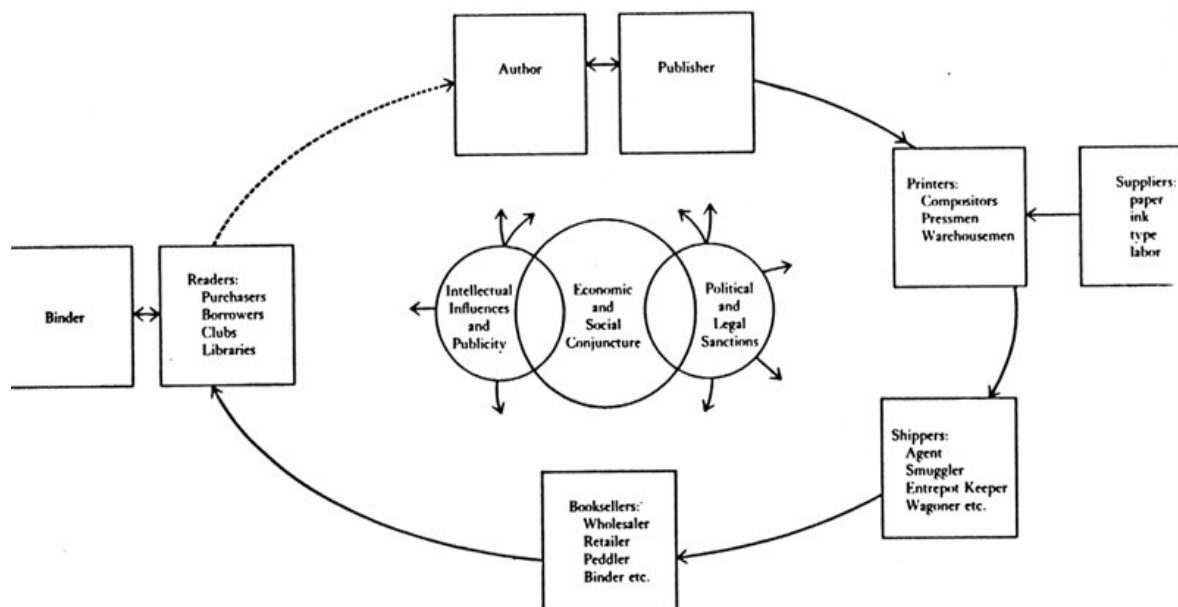 Author
Publisher
Printers:
Compositors
Pressmen
Warehousemen
Suppliers:
paper
ink
type
labor
Intellectual
Influences
and
Publicity
Economic
and
Social
Conjuncture
Political
and
Legal
Sanctions
Binder
Readers:
Purchasers
Borrowers
Clubs
Libraries
Shippers:
Agent
Smuggler
Entrepot Keeper
Wagoner etc.
Booksellers:
Wholesaler
Retailer
Peddler
Binder etc.